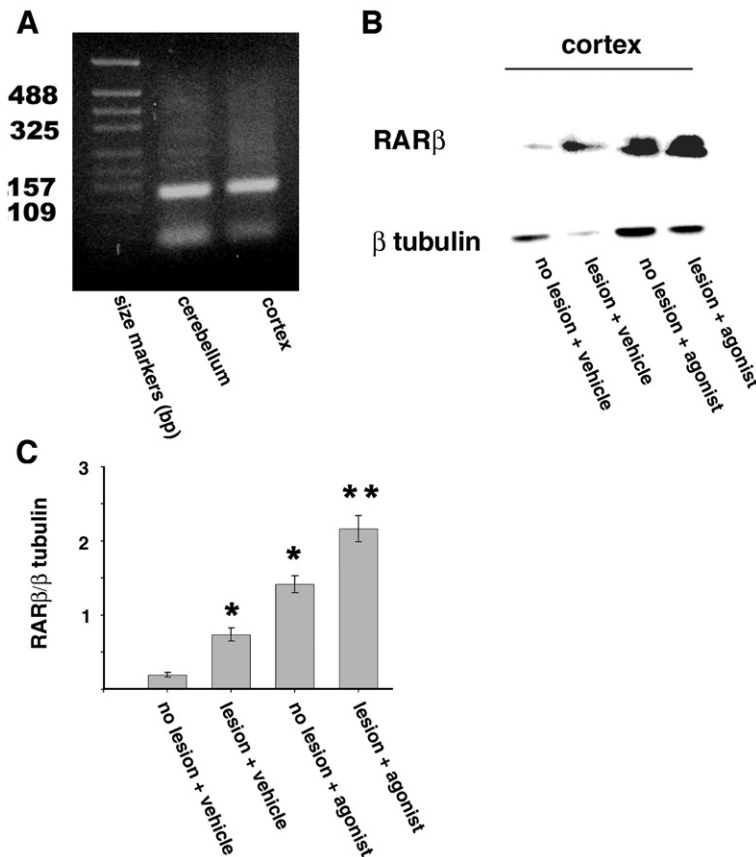 A
488
325
157
109
size markers (bp)
cerebellum
cortex
B
cortex
RARβ
β tubulin
no lesion + vehicle
lesion + vehicle
no lesion + agonist
lesion + agonist
C
RARβ/β tubulin
3
2
1
*
*
**
no lesion + vehicle
lesion + vehicle
no lesion + agonist
lesion + agonist